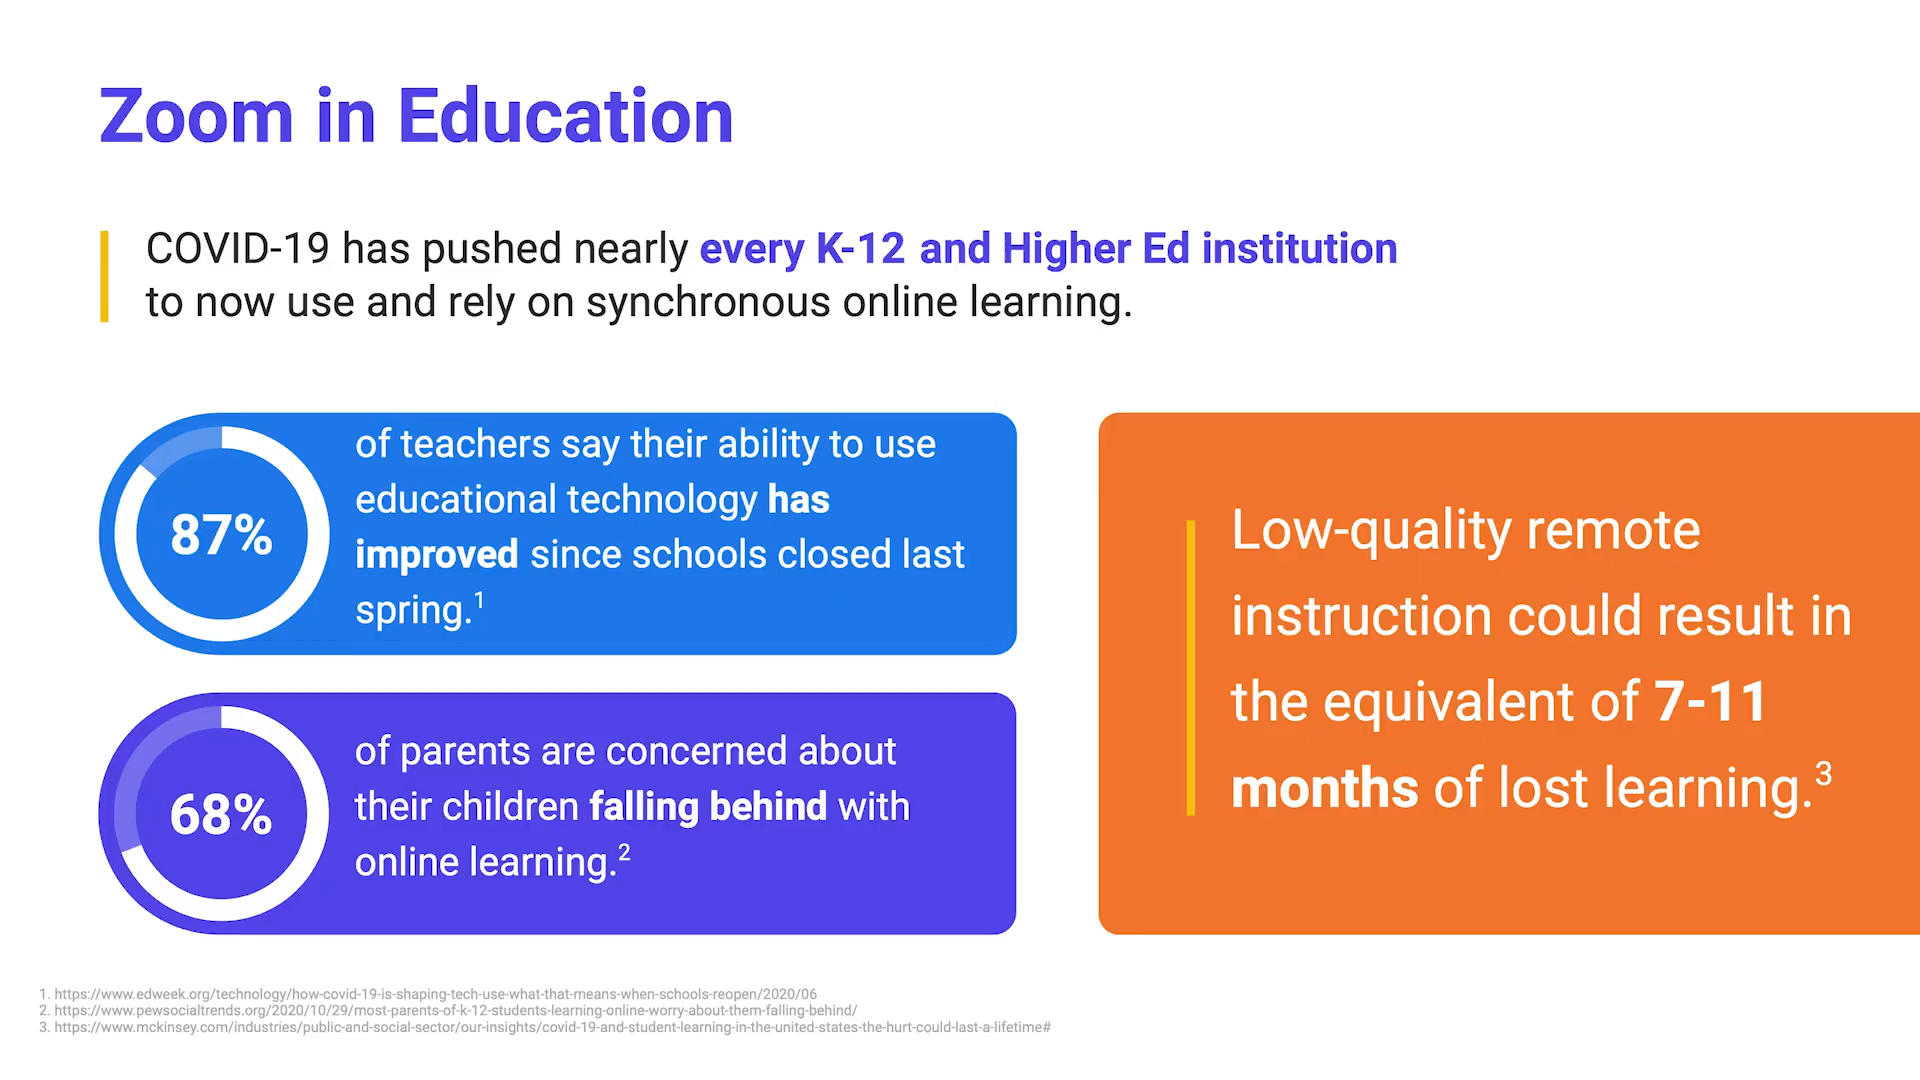 Zoom in Education
COVID-19 has pushed nearly every K-12 and Higher Ed institution
to now use and rely on synchronous online learning.
87%
of teachers say their ability to use
educational technology has
improved since schools closed last
spring.1
68%
of parents are concerned about
their children falling behind with
online learning.2
Low-quality remote
instruction could result in
the equivalent of 7-11
months of lost learning.3
1. https://www.edweek.org/technology/how-covid-19-is-shaping-tech-use-what-that-means-when-schools-reopen/2020/06
2. https://www.pewsocialtrends.org/2020/10/29/most-parents-of-k-12-students-learning-online-worry-about-them-falling-behind/
3. https://www.mckinsey.com/industries/public-and-social-sector/our-insights/covid-19-and-student-learning-in-the-united-states-the-hurt-could-last-a-lifetime#